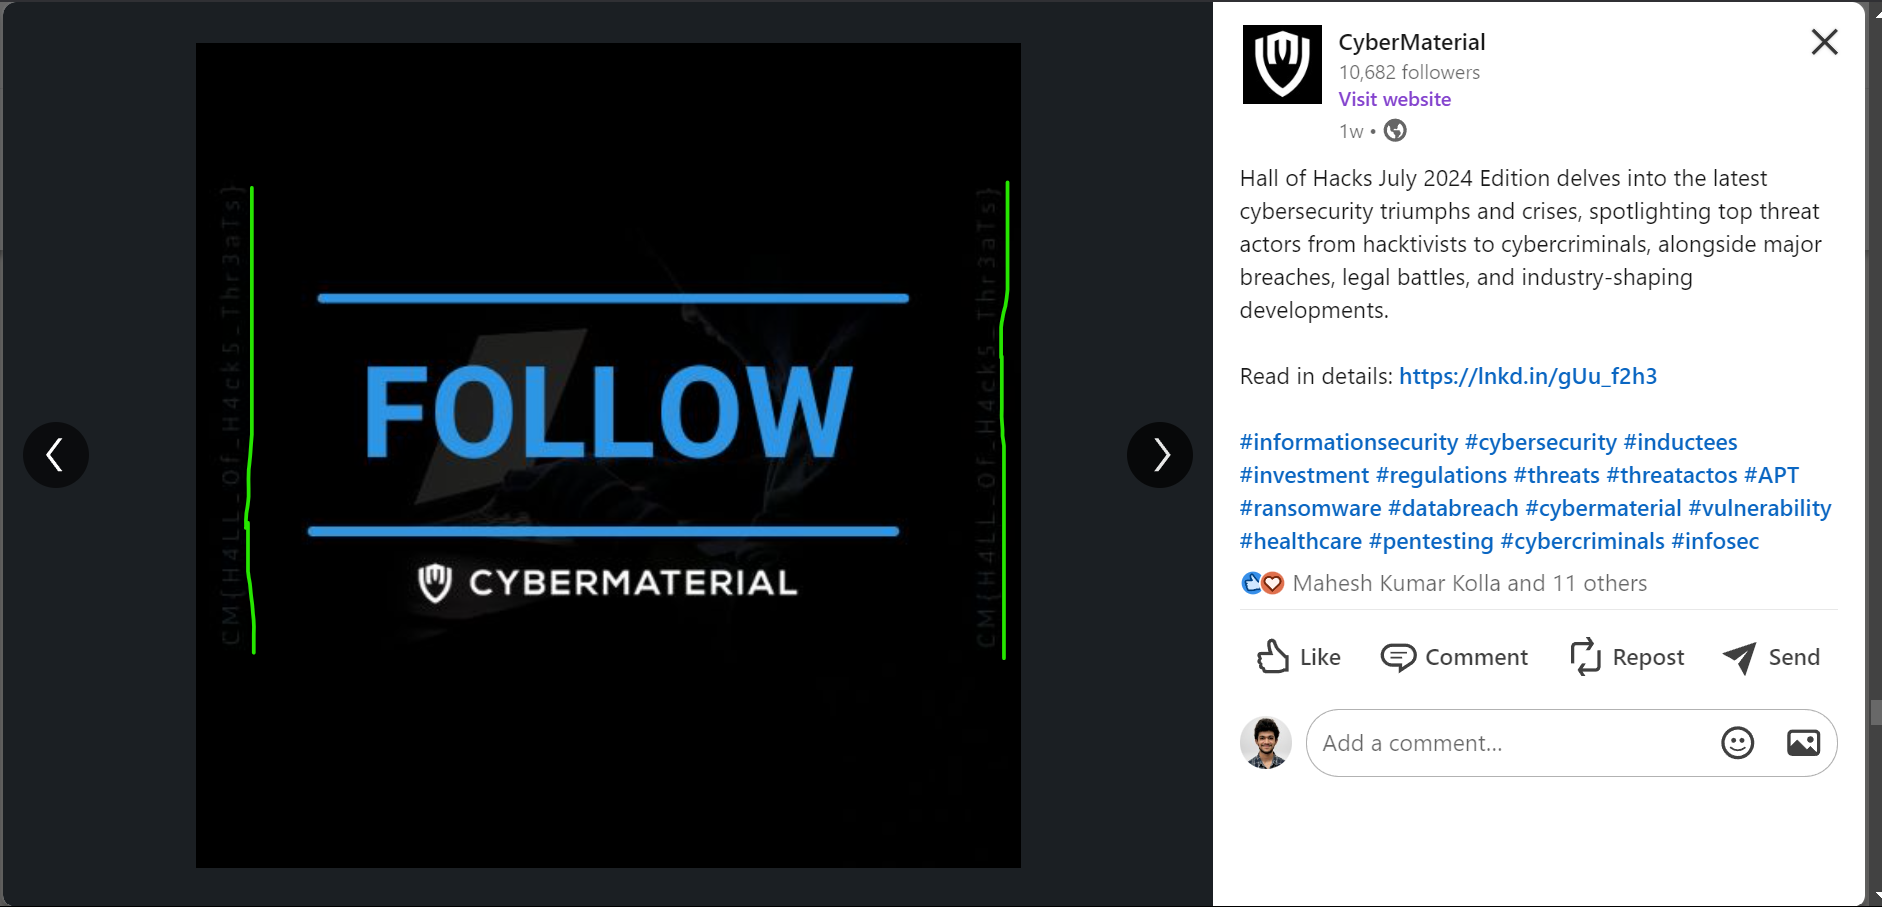 CM{H4LL_Of_H4ck5_Thr3aTs}
FOLLOW
CYBERMATERIAL
CM{H4LL_Of_H4ck5_Thr3aTs}
CyberMaterial
10,682 followers
Visit website
1w •
Hall of Hacks July 2024 Edition delves into the latest
cybersecurity triumphs and crises, spotlighting top threat
actors from hacktivists to cybercriminals, alongside major
breaches, legal battles, and industry-shaping
developments.
Read in details: https://lnkd.in/gUu_f2h3
#informationsecurity #cybersecurity #inductees
#investment #regulations #threats #threatactos #APT
#ransomware #databreach #cybermaterial #vulnerability
#healthcare #pentesting #cybercriminals #infosec
Mahesh Kumar Kolla and 11 others
Like Comment Repost Send
Add a comment...